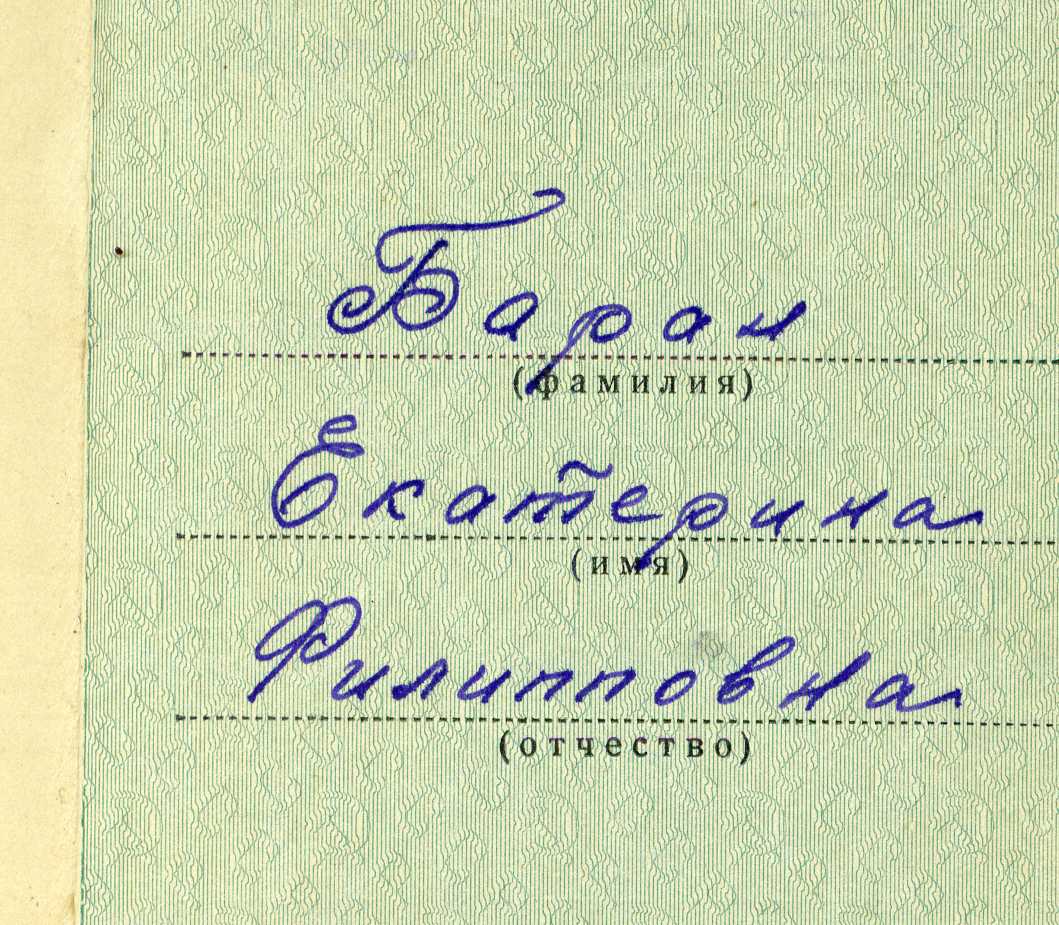 Баран
(фамилия)
Екатерина
(имя)
Филипповна
(отчество)